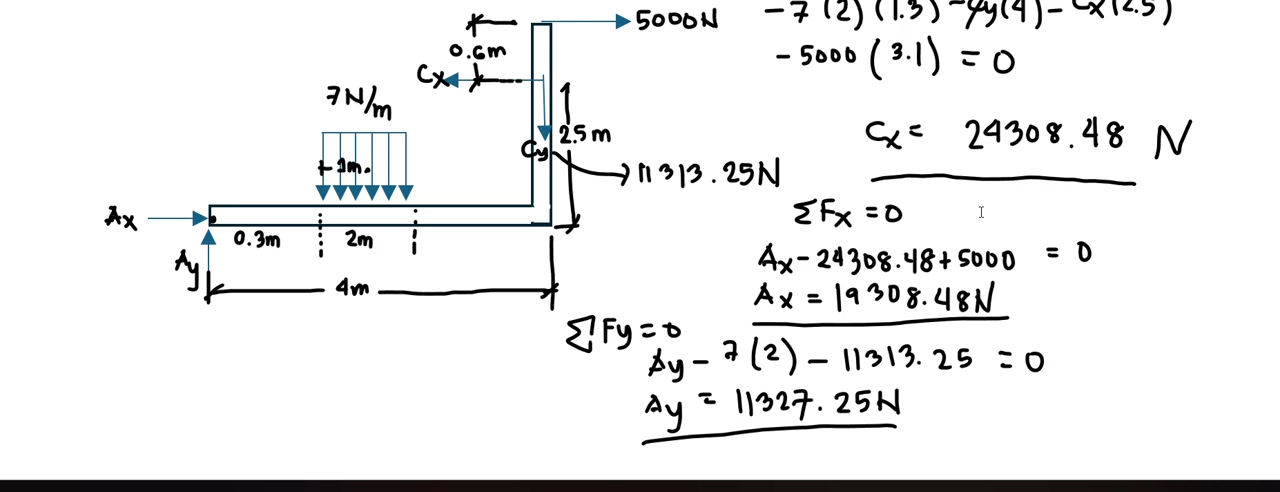 5000N
0.6m
Cx
7N/m
1m.
2.5m
Cy
11313.25N
Ax
0.3m
2m
Ay
4m
-7(2)(1.3)-4y(4)-Cx(2.5)
-5000(3.1)=0
Cx= 24308.48 N
ΣFx=0
Ax-24308.48+5000 = 0
Ax = 19308.48N
ΣFy=0
Ay-7(2)-11313.25 = 0
Ay = 11327.25N